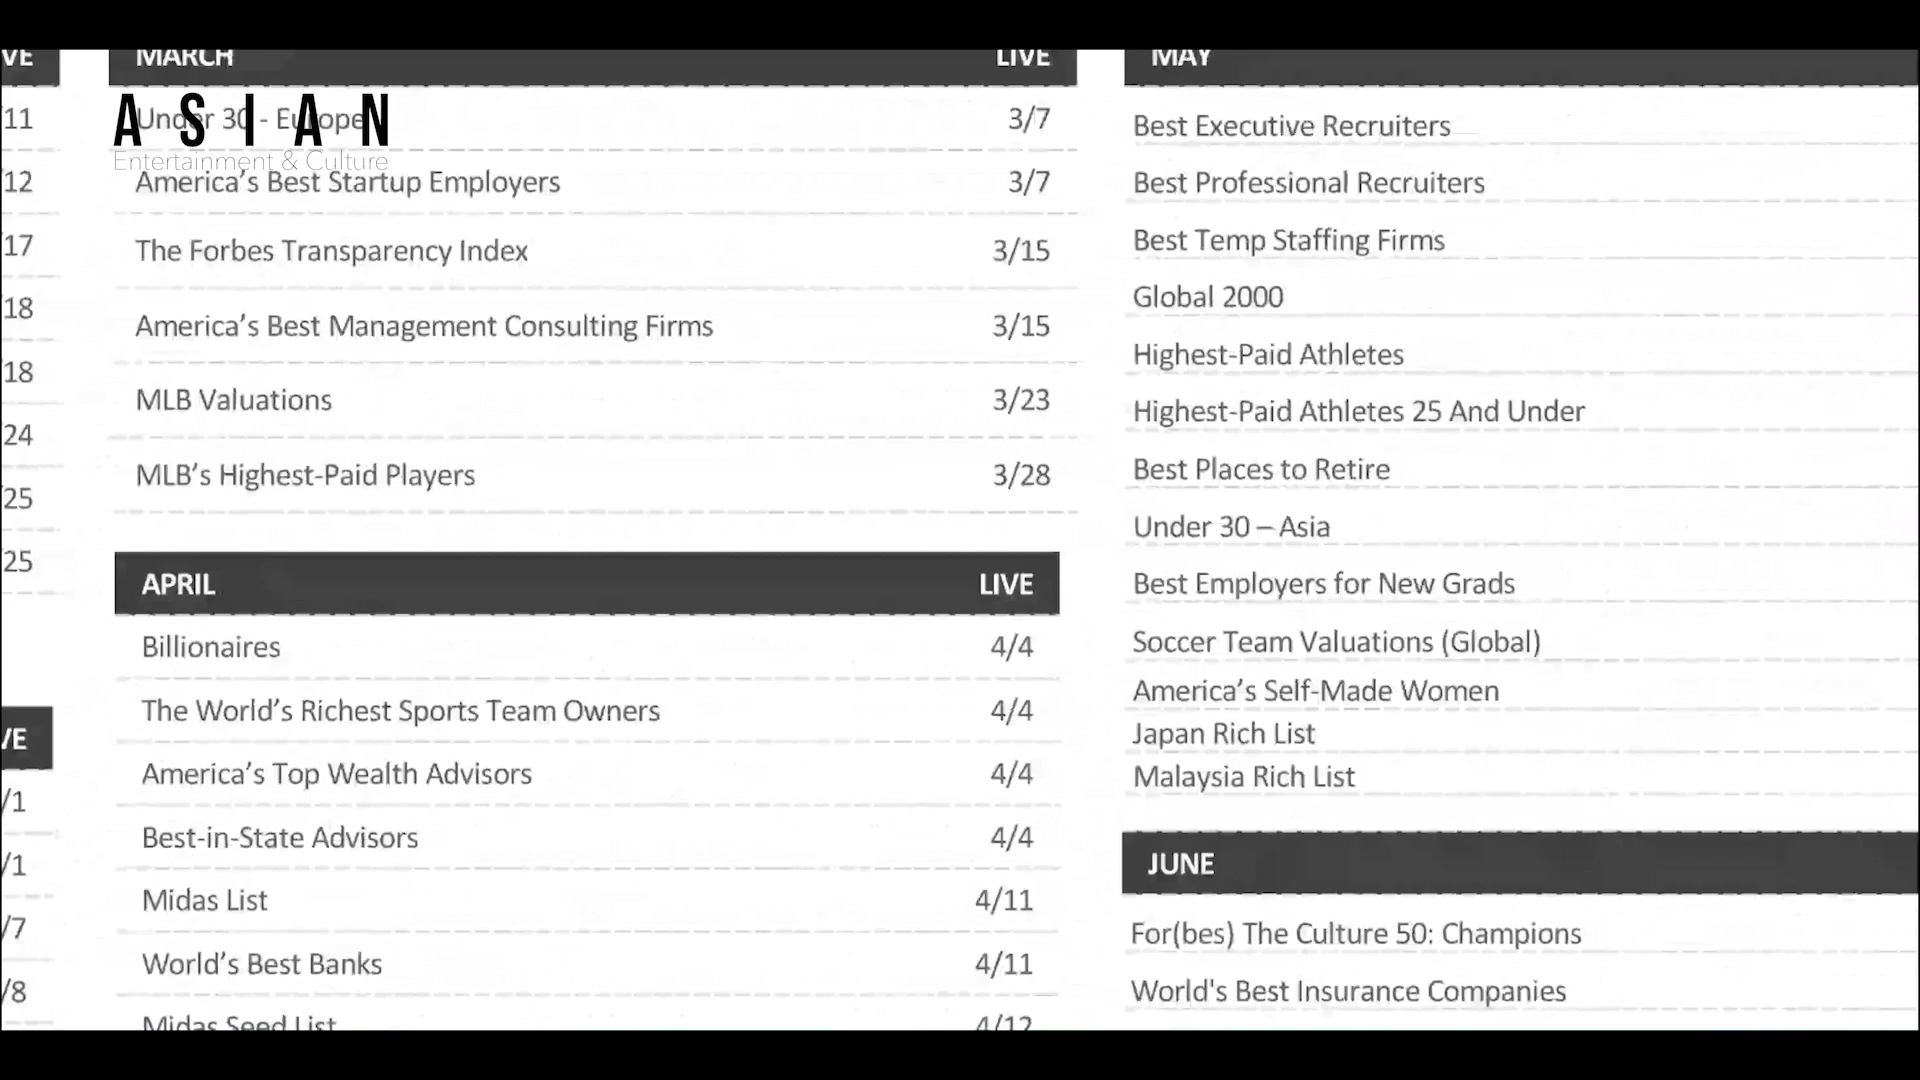 VE
/11
/12
/17
/18
/18
24
25
25
VE
/1
/1
/7
/8
MARCH LIVE
Under 30 - Europe 3/7
America's Best Startup Employers 3/7
The Forbes Transparency Index 3/15
America's Best Management Consulting Firms 3/15
MLB Valuations 3/23
MLB's Highest-Paid Players 3/28
APRIL LIVE
Billionaires 4/4
The World's Richest Sports Team Owners 4/4
America's Top Wealth Advisors 4/4
Best-in-State Advisors 4/4
Midas List 4/11
World's Best Banks 4/11
Midas Seed List 4/12
MAY
Best Executive Recruiters
Best Professional Recruiters
Best Temp Staffing Firms
Global 2000
Highest-Paid Athletes
Highest-Paid Athletes 25 And Under
Best Places to Retire
Under 30 – Asia
Best Employers for New Grads
Soccer Team Valuations (Global)
America's Self-Made Women
Japan Rich List
Malaysia Rich List
JUNE
For(bes) The Culture 50: Champions
World's Best Insurance Companies
ASIAN
Entertainment & Culture